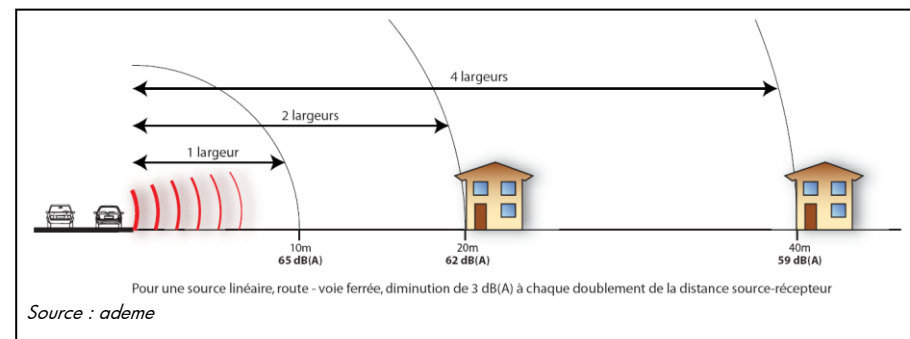 4 largeurs
2 largeurs
1 largeur
10m
65 dB(A)
20m
62 dB(A)
40m
59 dB(A)
Pour une source linéaire, route - voie ferrée, diminution de 3 dB(A) à chaque doublement de la distance source-récepteur
Source : ademe